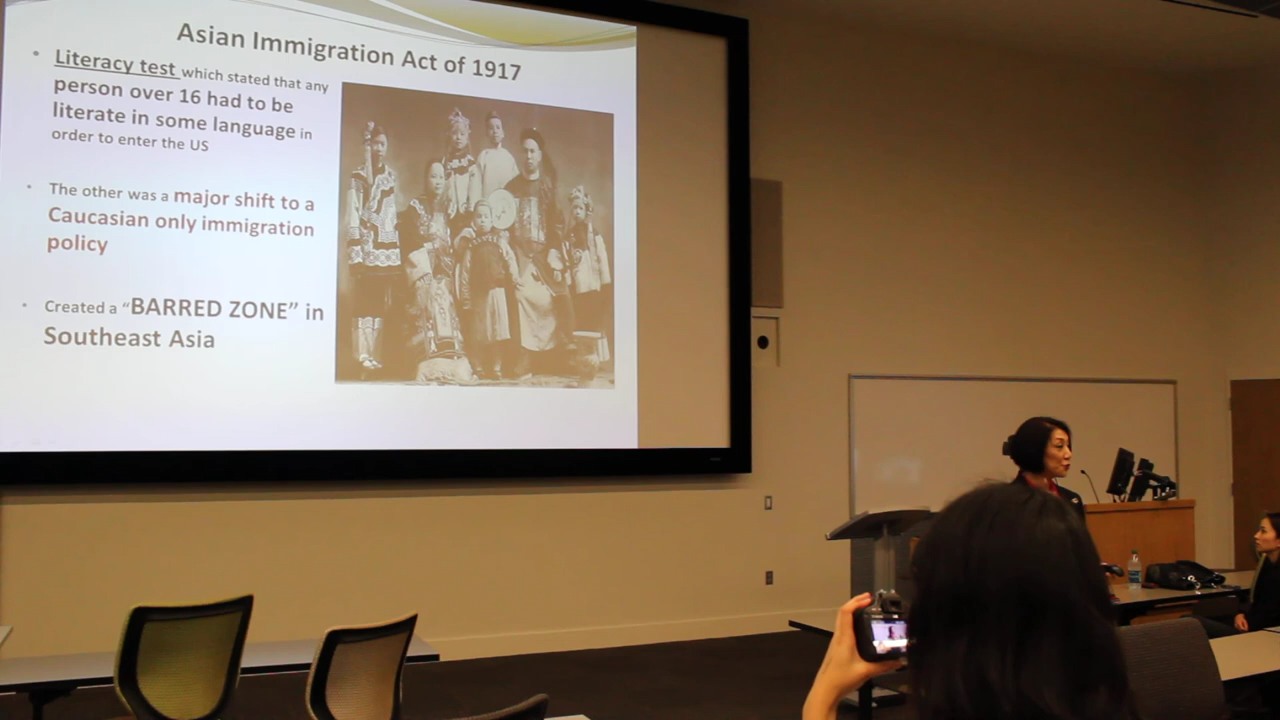 Asian Immigration Act of 1917
• Literacy test which stated that any
person over 16 had to be
literate in some language in
order to enter the US
• The other was a major shift to a
Caucasian only immigration
policy
• Created a "BARRED ZONE” in
Southeast Asia